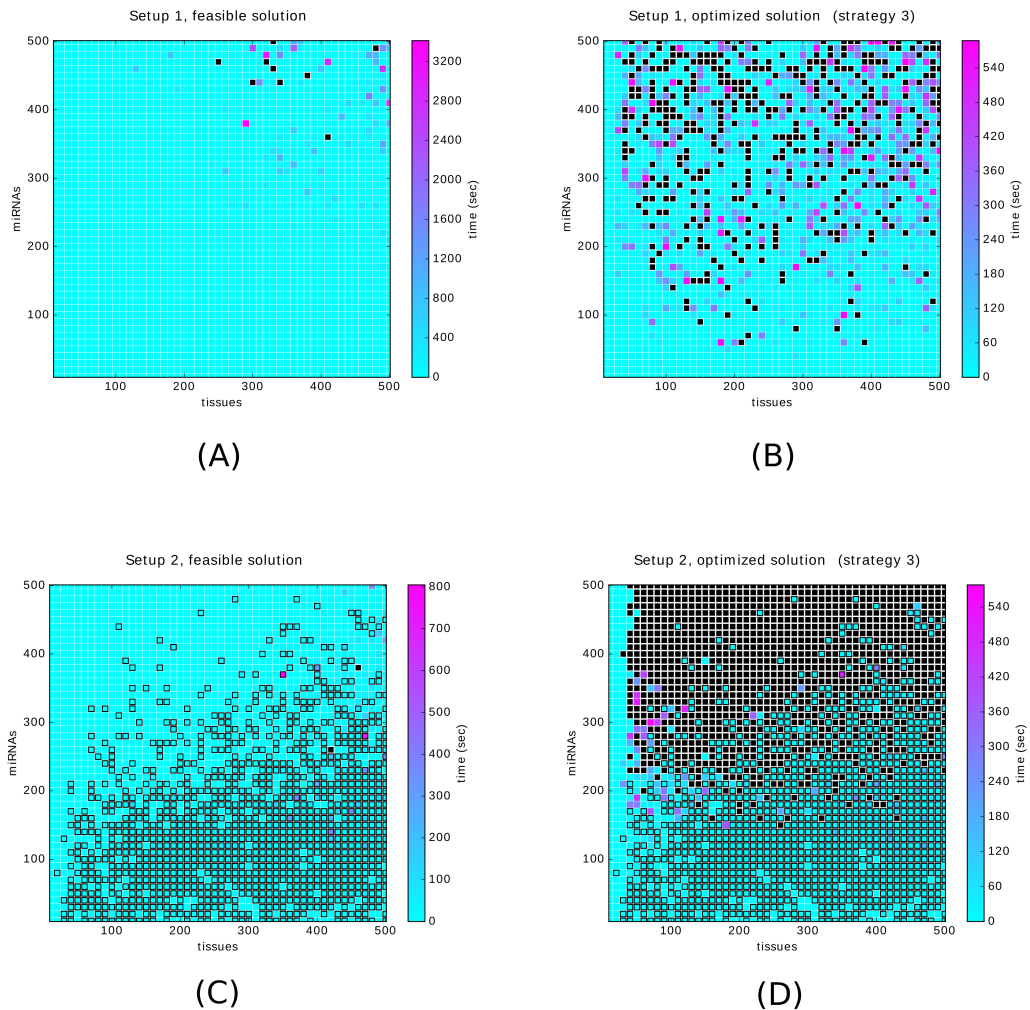 Setup 1, feasible solution
500
400
300
200
100
miRNAs
100 200 300 400 500
tissues
3200
2800
2400
2000
1600
1200
800
400
0
time (sec)
(A)
Setup 1, optimized solution (strategy 3)
500
400
300
200
100
miRNAs
100 200 300 400 500
tissues
540
480
420
360
300
240
180
120
60
0
time (sec)
(B)
Setup 2, feasible solution
500
400
300
200
100
miRNAs
100 200 300 400 500
tissues
800
700
600
500
400
300
200
100
0
time (sec)
(C)
Setup 2, optimized solution (strategy 3)
500
400
300
200
100
miRNAs
100 200 300 400 500
tissues
540
480
420
360
300
240
180
120
60
0
time (sec)
(D)